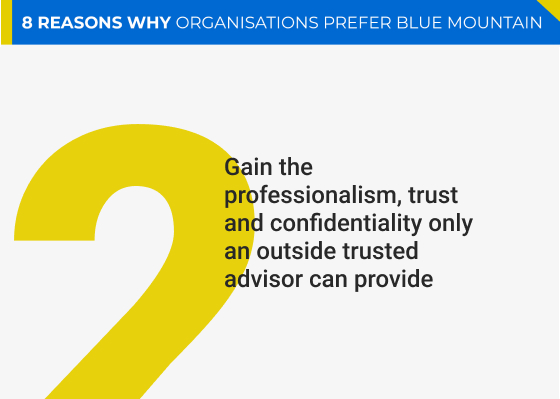 8 REASONS WHY ORGANISATIONS PREFER BLUE MOUNTAIN
2
Gain the
professionalism, trust
and confidentiality only
an outside trusted
advisor can provide